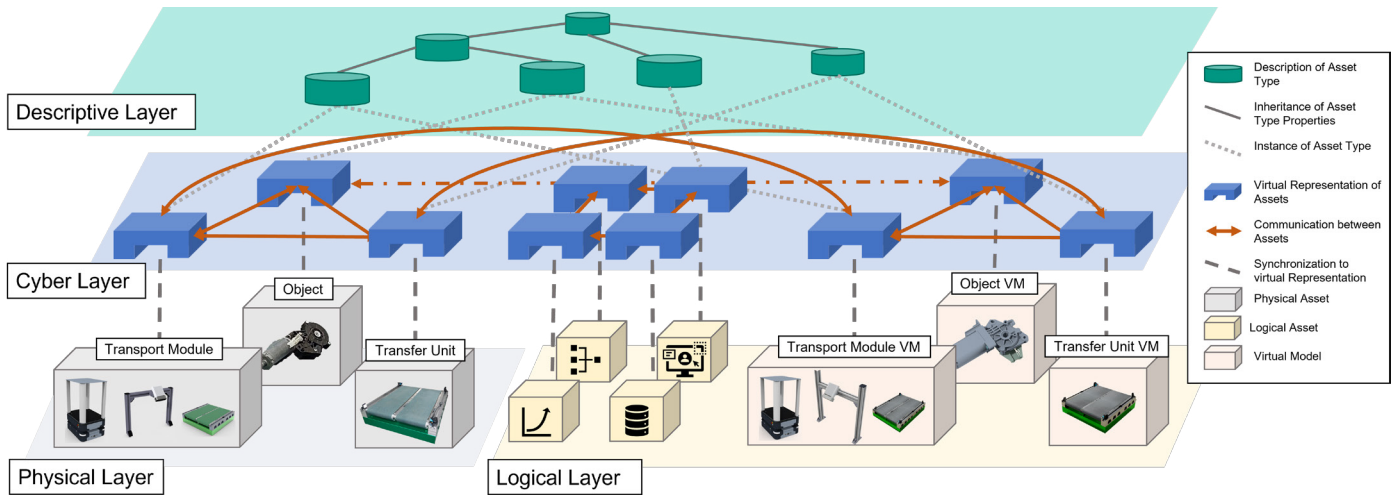 Descriptive Layer
Cyber Layer
Object
Transport Module
Transfer Unit
Physical Layer
Object VM
Transport Module VM
Transfer Unit VM
Logical Layer
Description of Asset
Type
Inheritance of Asset
Type Properties
Instance of Asset Type
Virtual Representation of
Assets
Communication between
Assets
Synchronization to
virtual Representation
Physical Asset
Logical Asset
Virtual Model